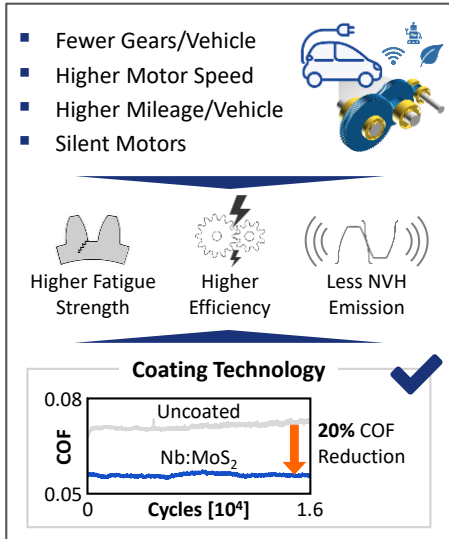 Fewer Gears/Vehicle
Higher Motor Speed
Higher Mileage/Vehicle
Silent Motors
Higher Fatigue
Strength
Higher
Efficiency
Less NVH
Emission
Coating Technology
0.08
Uncoated
20% COF
Reduction
COF
Nb:MoS₂
0.05
0
Cycles [10⁴]
1.6